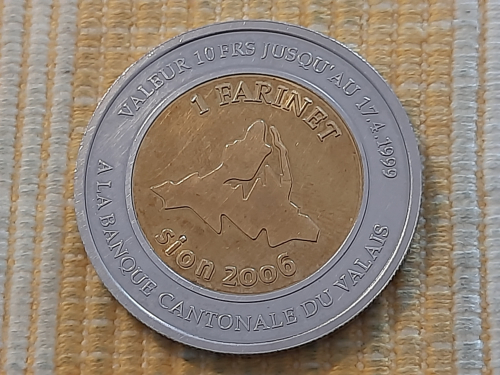 VALEUR 10 FRS JUSQU'AU 17.4.1999
A LA BANQUE CANTONALE DU VALAIS
1 FARINET
sion 2006